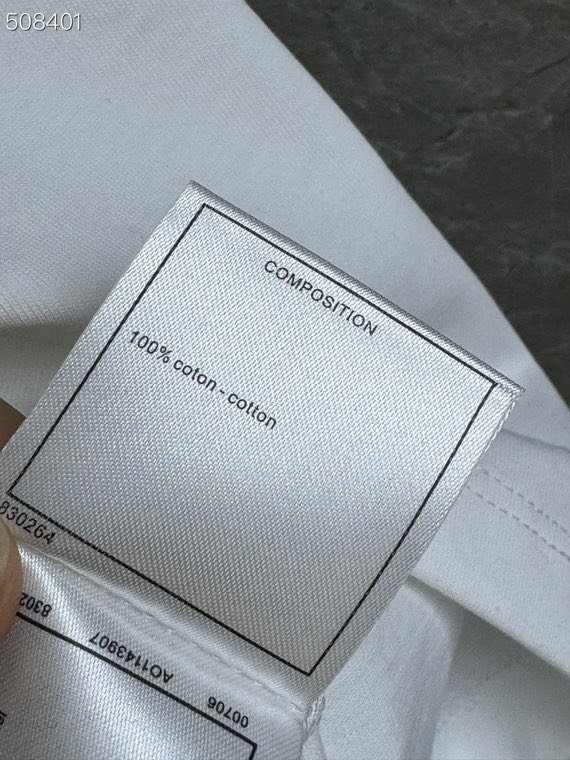 508401
COMPOSITION
100% coton - cotton
830264
8302
AO1143907
00706